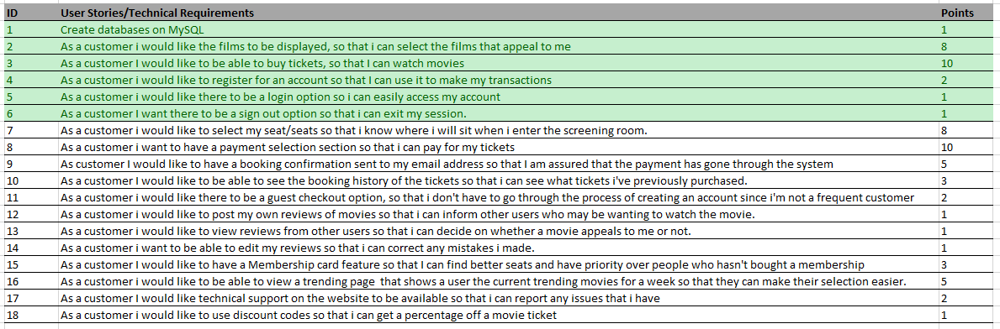 ID User Stories/Technical Requirements Points
1 Create databases on MySQL 1
2 As a customer i would like the films to be displayed, so that i can select the films that appeal to me 8
3 As a customer i would like to be able to buy tickets, so that I can watch movies 10
4 As a customer i would like to register for an account so that I can use it to make my transactions 2
5 As a customer i would like there to be a login option so i can easily access my account 1
6 As a customer I want there to be a sign out option so that i can exit my session. 1
7 As a customer i would like to select my seat/seats so that i know where i will sit when i enter the screening room. 8
8 As a customer i want to have a payment selection section so that i can pay for my tickets 10
9 As customer I would like to have a booking confirmation sent to my email address so that I am assured that the payment has gone through the system 5
10 As a customer i would like to be able to see the booking history of the tickets so that i can see what tickets i've previously purchased. 3
11 As a customer i would like there to be a guest checkout option, so that i don't have to go through the process of creating an account since i'm not a frequent customer 2
12 As a customer i would like to post my own reviews of movies so that i can inform other users who may be wanting to watch the movie. 1
13 As a customer i would like to view reviews from other users so that i can decide on whether a movie appeals to me or not. 1
14 As a customer i want to be able to edit my reviews so that i can correct any mistakes i made. 1
15 As a customer I would like to have a Membership card feature so that I can find better seats and have priority over people who hasn't bought a membership 3
16 As a customer i would like to be able to view a trending page that shows a user the current trending movies for a week so that they can make their selection easier. 5
17 As a customer I would like technical support on the website to be available so that i can report any issues that i have 2
18 As a customer i would like to use discount codes so that i can get a percentage off a movie ticket 1